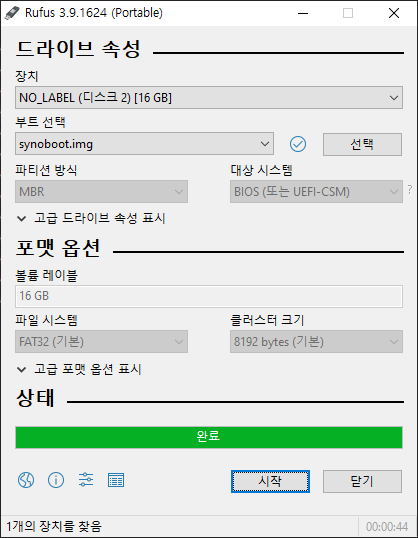 Rufus 3.9.1624 (Portable)
드라이브 속성
장치
NO_LABEL (디스크 2) [16 GB]
부트 선택
synoboot.img
선택
파티션 방식
대상 시스템
MBR
BIOS (또는 UEFI-CSM)
?
고급 드라이브 속성 표시
포맷 옵션
볼륨 레이블
16 GB
파일 시스템
클러스터 크기
FAT32 (기본)
8192 bytes (기본)
고급 포맷 옵션 표시
상태
완료
시작
닫기
1개의 장치를 찾음
00:00:44